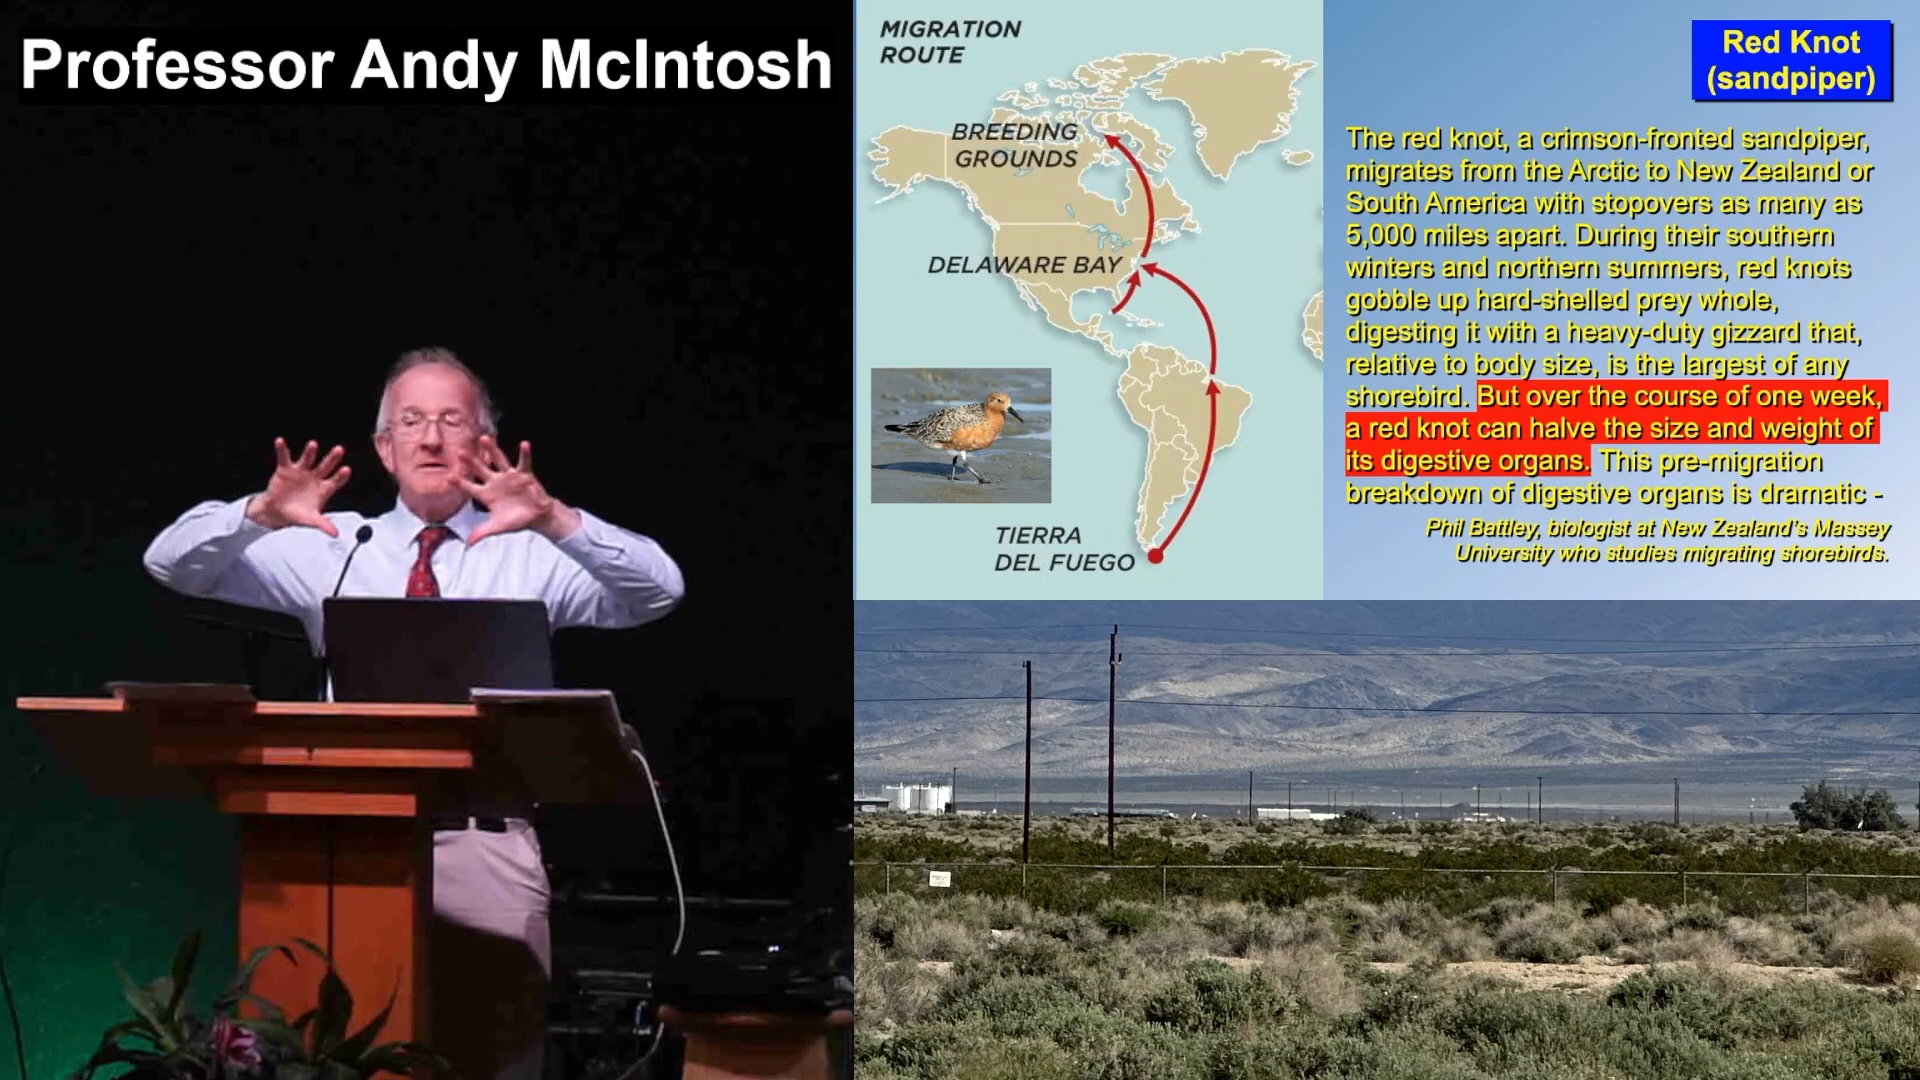 Professor Andy McIntosh
MIGRATION
ROUTE
BREEDING
GROUNDS
DELAWARE BAY
TIERRA
DEL FUEGO
Red Knot
(sandpiper)
The red knot, a crimson-fronted sandpiper,
migrates from the Arctic to New Zealand or
South America with stopovers as many as
5,000 miles apart. During their southern
winters and northern summers, red knots
gobble up hard-shelled prey whole,
digesting it with a heavy-duty gizzard that,
relative to body size, is the largest of any
shorebird. But over the course of one week,
a red knot can halve the size and weight of
its digestive organs. This pre-migration
breakdown of digestive organs is dramatic -
Phil Battley, biologist at New Zealand's Massey
University who studies migrating shorebirds.